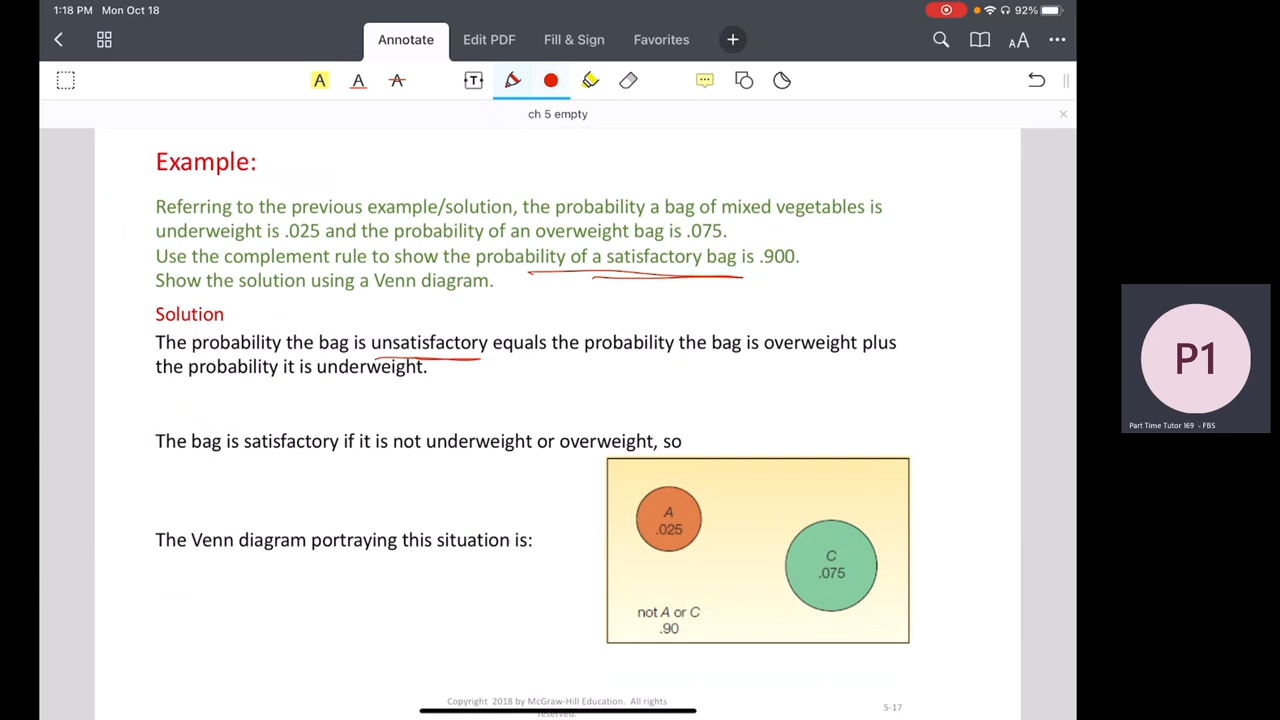 1:18 PM Mon Oct 18
92%
Annotate Edit PDF Fill & Sign Favorites
A A A T
AA
ch 5 empty
Example:
Referring to the previous example/solution, the probability a bag of mixed vegetables is
underweight is .025 and the probability of an overweight bag is .075.
Use the complement rule to show the probability of a satisfactory bag is .900.
Show the solution using a Venn diagram.
Solution
The probability the bag is unsatisfactory equals the probability the bag is overweight plus
the probability it is underweight.
The bag is satisfactory if it is not underweight or overweight, so
A
.025
C
.075
The Venn diagram portraying this situation is:
not A or C
.90
Copyright 2018 by McGraw-Hill Education. All rights
reserved.
5-17
P1
Part Time Tutor 169 - FBS